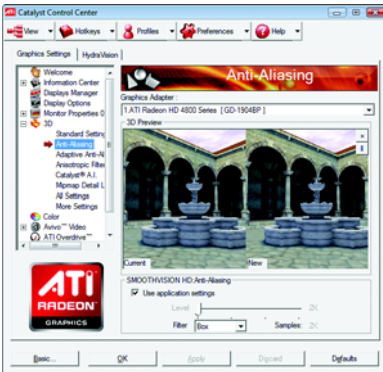 Catalyst Control Center
View Hotkeys Profiles Preferences Help
Graphics Settings HydraVision
Welcome
Information Center
Displays Manager
Display Options
Monitor Properties 0
3D
Standard Setting
Anti-Aliasing
Adaptive Anti-Al
Anisotropic Filte
Catalyst® A.I.
Mipmap Detail L
All Settings
More Settings
Color
Avivo™ Video
ATI Overdrive™
Anti-Aliasing
Graphics Adapter :
1.ATI Radeon HD 4800 Series [ GD-1904BP ]
3D Preview
Current
New
SMOOTHVISION HD:Anti-Aliasing
Use application settings
Level 2X
Filter Box Samples: 2X
ATI
RADEON
GRAPHICS
Basic... OK Apply Discard Defaults